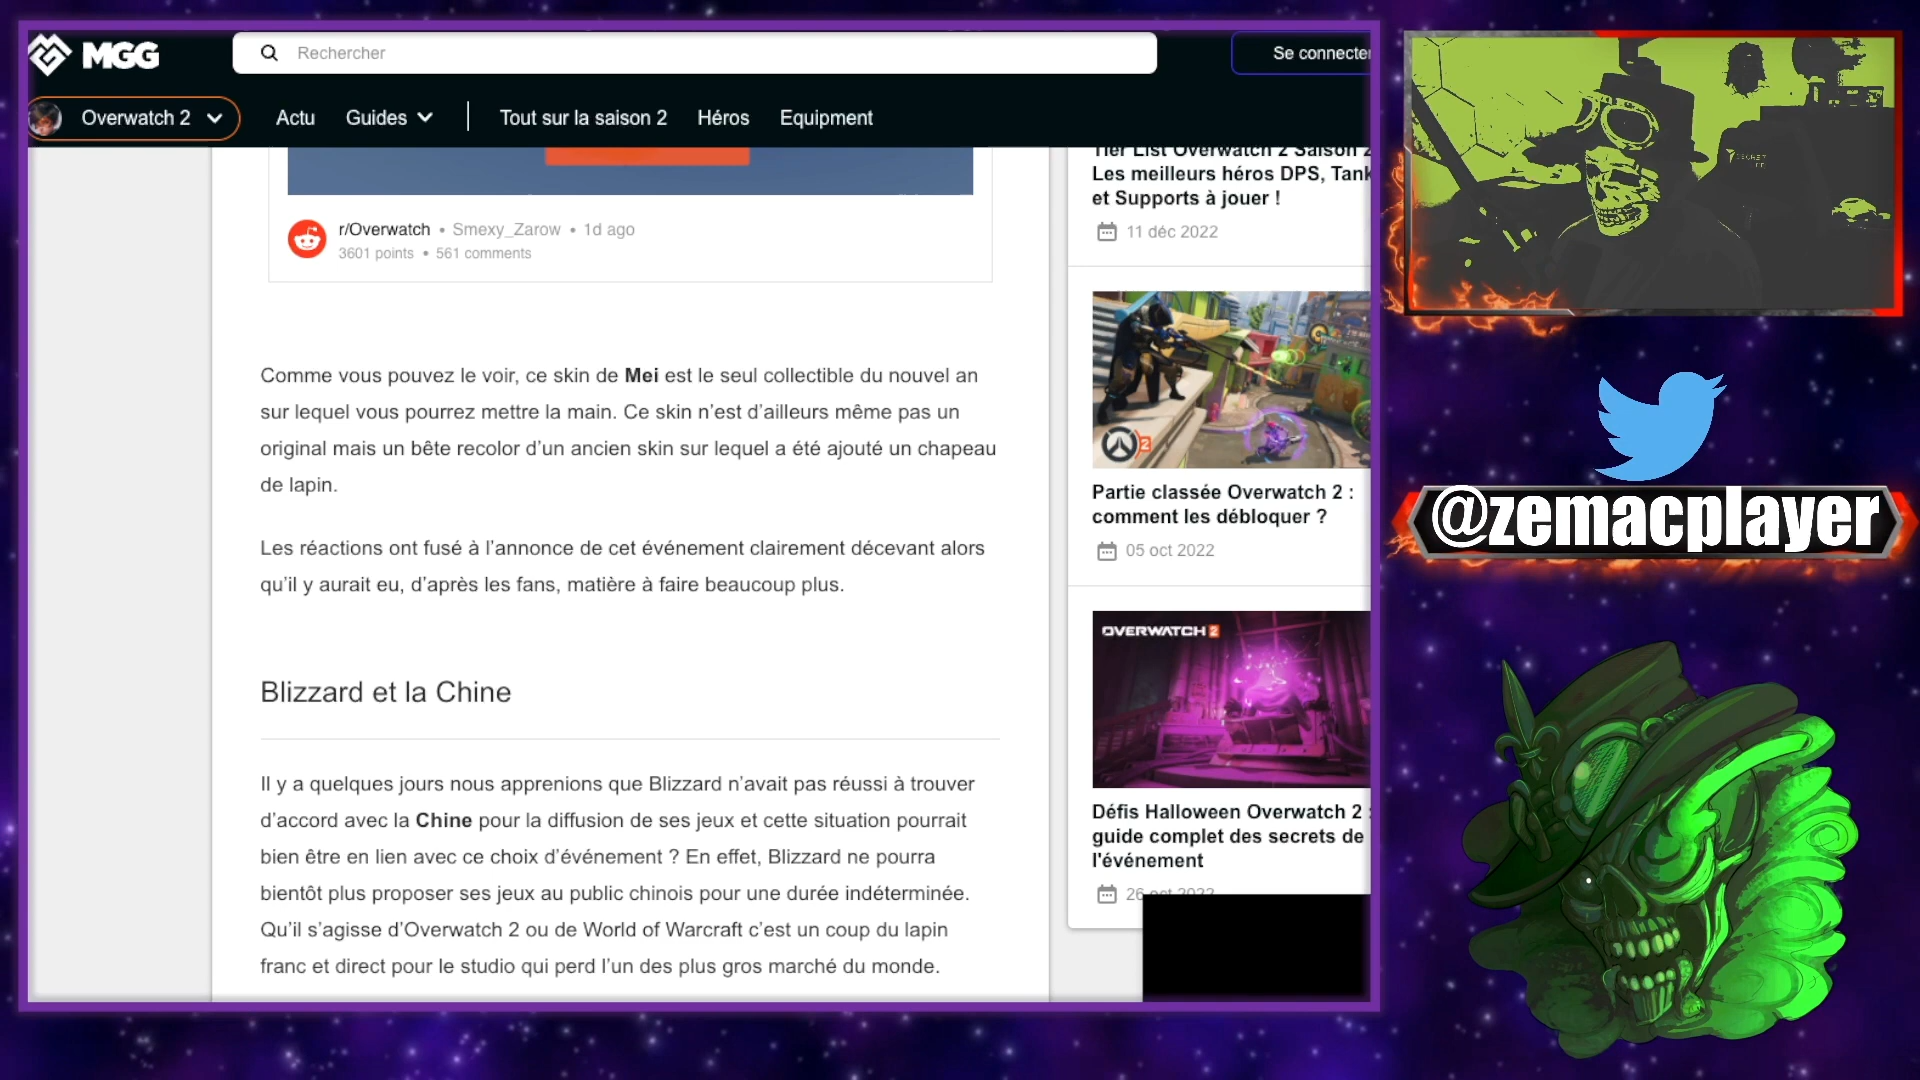 MGG
Rechercher
Se connecter
Overwatch 2
Actu
Guides
Tout sur la saison 2
Héros
Equipment
r/Overwatch • Smexy_Zarow • 1d ago
3601 points • 561 comments
Comme vous pouvez le voir, ce skin de Mei est le seul collectible du nouvel an
sur lequel vous pourrez mettre la main. Ce skin n’est d’ailleurs même pas un
original mais un bête recolor d’un ancien skin sur lequel a été ajouté un chapeau
de lapin.
Les réactions ont fusé à l’annonce de cet événement clairement décevant alors
qu’il y aurait eu, d’après les fans, matière à faire beaucoup plus.
Blizzard et la Chine
Il y a quelques jours nous apprenions que Blizzard n’avait pas réussi à trouver
d’accord avec la Chine pour la diffusion de ses jeux et cette situation pourrait
bien être en lien avec ce choix d’événement ? En effet, Blizzard ne pourra
bientôt plus proposer ses jeux au public chinois pour une durée indéterminée.
Qu’il s’agisse d’Overwatch 2 ou de World of Warcraft c’est un coup du lapin
franc et direct pour le studio qui perd l’un des plus gros marché du monde.
Tier List Overwatch 2 Saison 2
Les meilleurs héros DPS, Tank
et Supports à jouer !
11 déc 2022
2
Partie classée Overwatch 2 :
comment les débloquer ?
05 oct 2022
OVERWATCH 2
Défis Halloween Overwatch 2 :
guide complet des secrets de
l'événement
26 oct 2022
SECRET
@zemacplayer